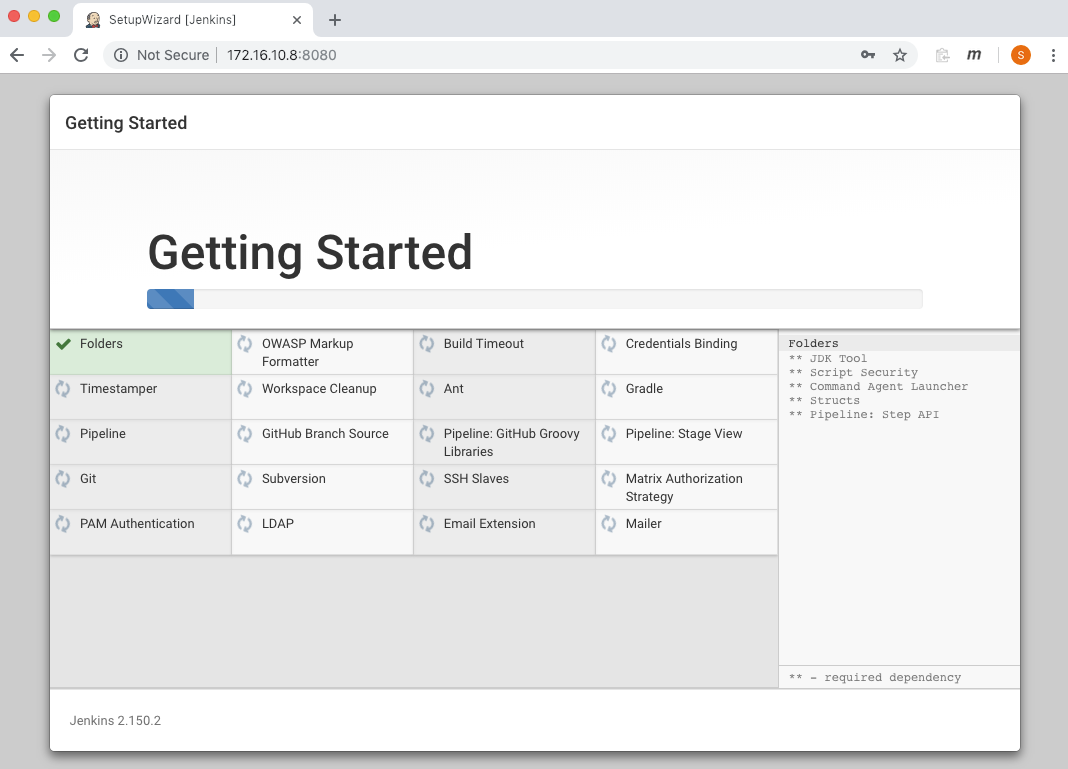 SetupWizard [Jenkins]
Not Secure 172.16.10.8:8080
m
S
Getting Started
Getting Started
Folders
OWASP Markup
Formatter
Build Timeout
Credentials Binding
Timestamper
Workspace Cleanup
Ant
Gradle
Pipeline
GitHub Branch Source
Pipeline: GitHub Groovy
Libraries
Pipeline: Stage View
Git
Subversion
SSH Slaves
Matrix Authorization
Strategy
PAM Authentication
LDAP
Email Extension
Mailer
Folders
** JDK Tool
** Script Security
** Command Agent Launcher
** Structs
** Pipeline: Step API
** - required dependency
Jenkins 2.150.2